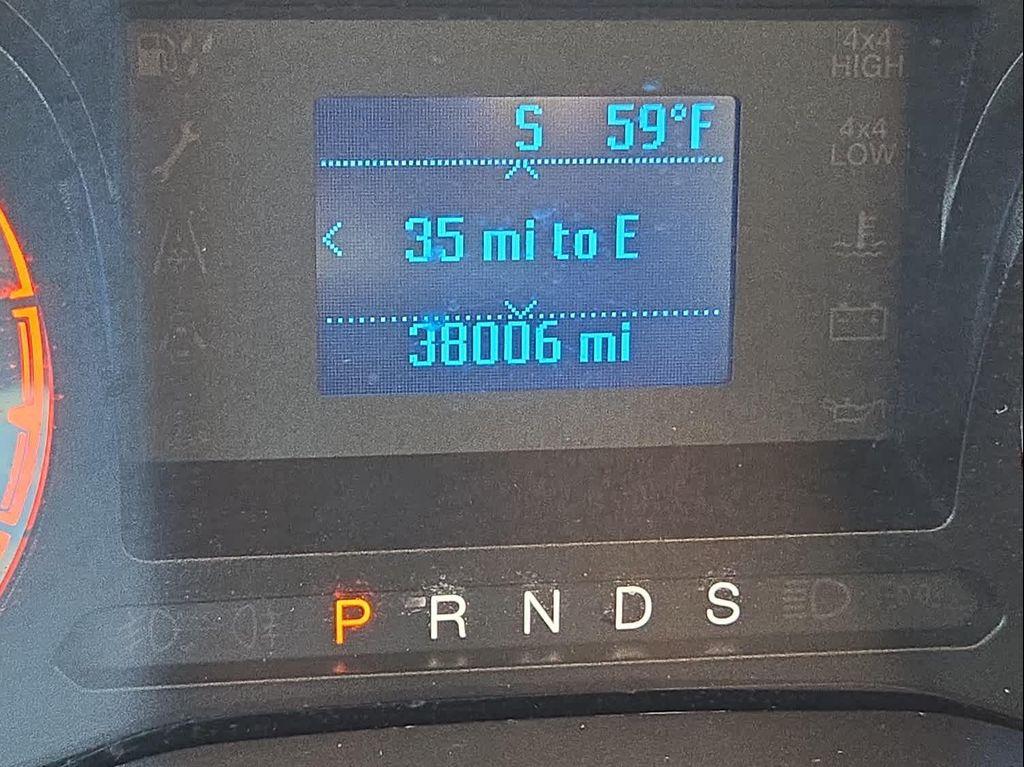 4x4
HIGH
S 59°F
4x4
LOW
< 35 mi to E
38006 mi
P R N D S